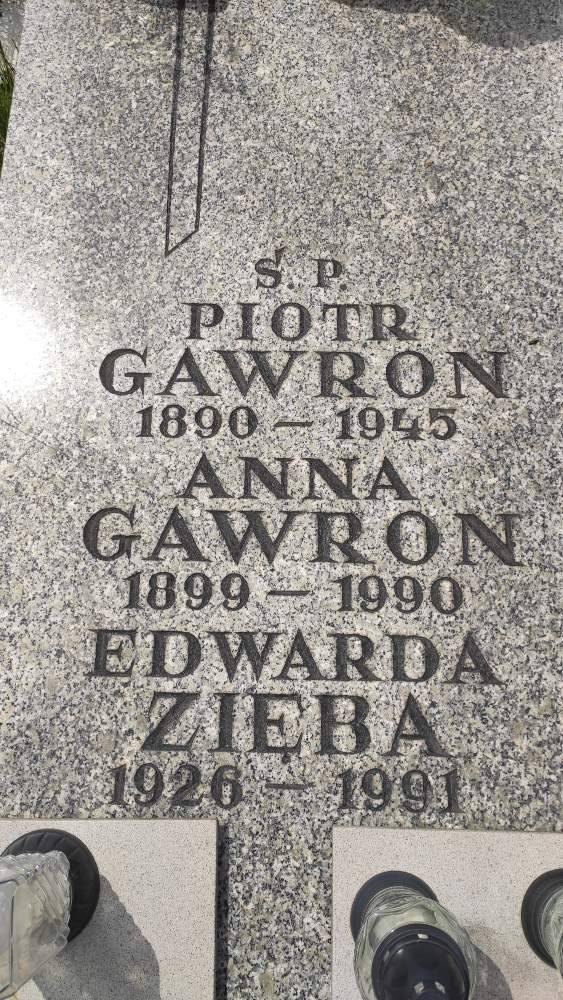 Ś. P.
PIOTR
GAWRON
1890 – 1945
ANNA
GAWRON
1899 – 1990
EDWARDA
ZIĘBA
1926 – 1991